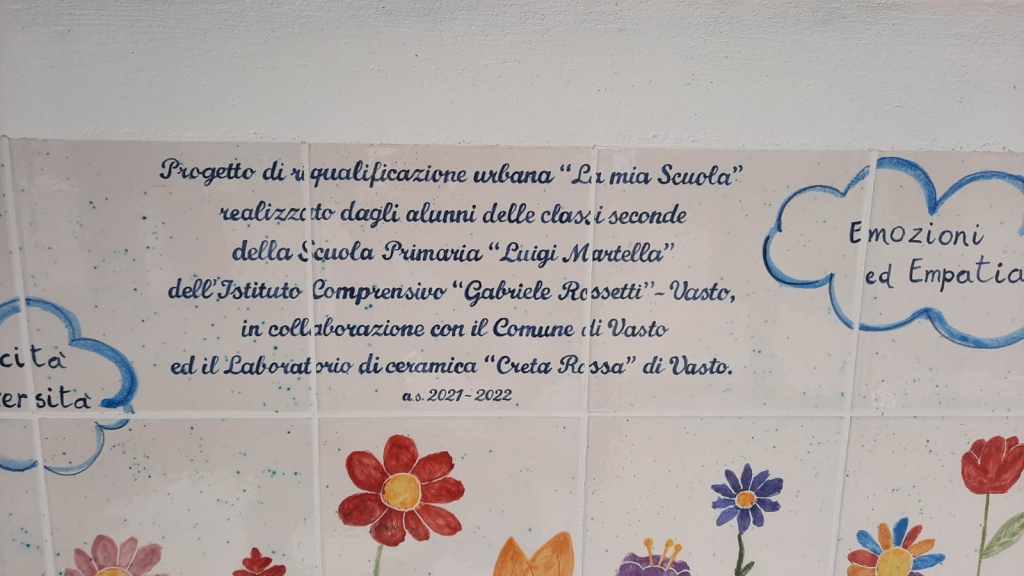 Progetto di riqualificazione urbana “La mia Scuola”
realizzato dagli alunni delle classi seconde
della Scuola Primaria “Luigi Martella”
dell'Istituto Comprensivo “Gabriele Rossetti”- Vasto,
in collaborazione con il Comune di Vasto
ed il Laboratorio di ceramica “Creta Rossa” di Vasto.
a.s. 2021-2022
Emozioni
ed Empatia
cità
ersità